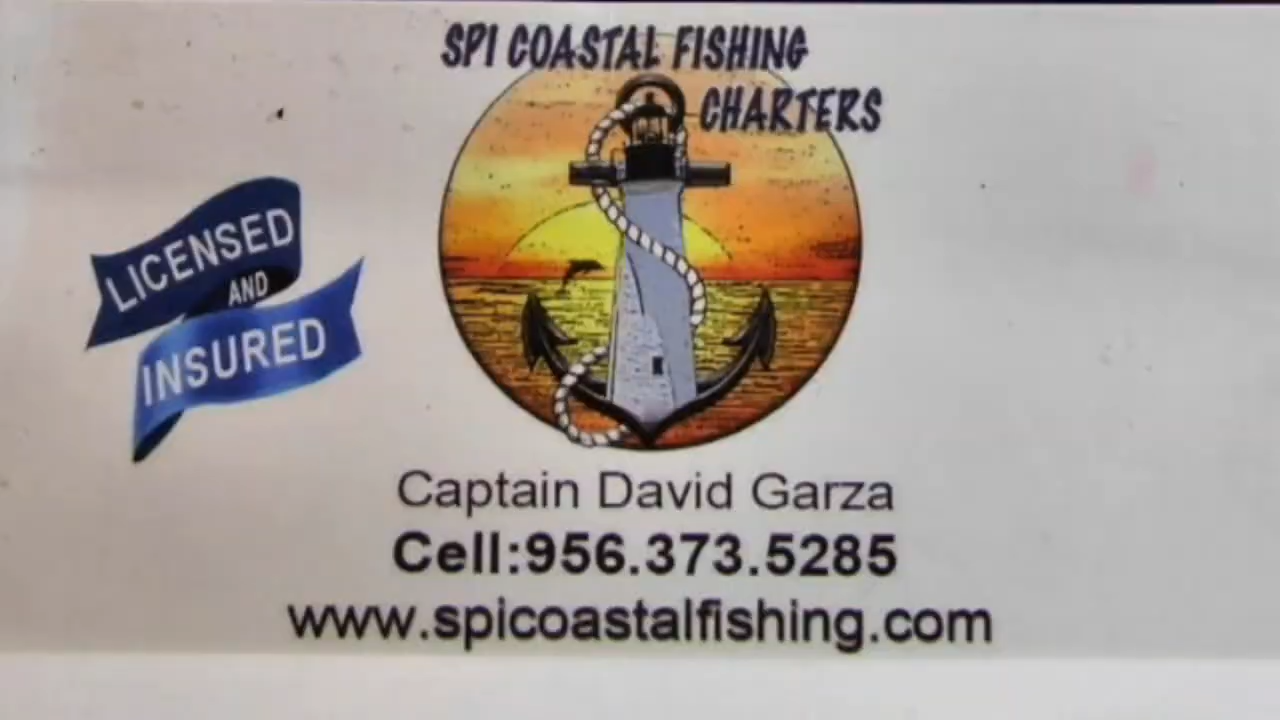 SPI COASTAL FISHING
CHARTERS
LICENSED
AND
INSURED
Captain David Garza
Cell:956.373.5285
www.spicoastalfishing.com